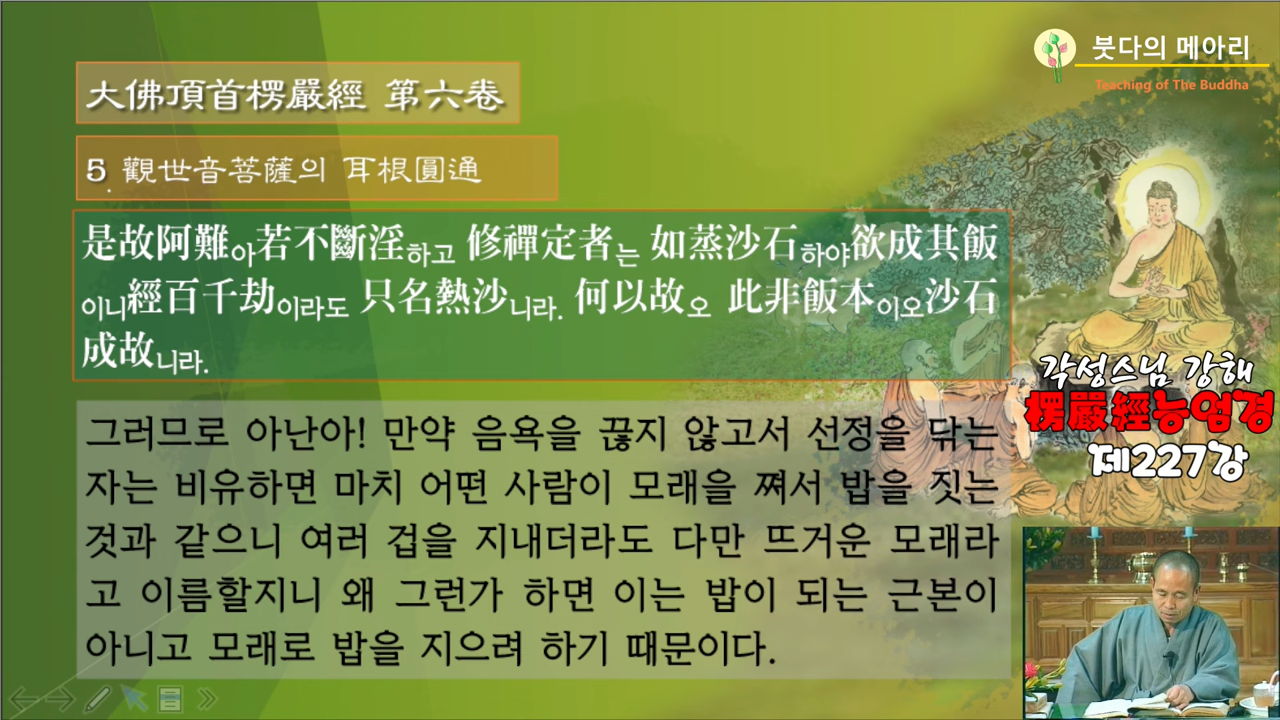 大佛頂首楞嚴經 第六卷
5. 觀世音菩薩의 耳根圓通
是故阿難아若不斷淫하고 修禪定者는 如蒸沙石하야欲成其飯
이니經百千劫이라도 只名熱沙니라. 何以故오 此非飯本이오沙石
成故니라.
그러므로 아난아! 만약 음욕을 끊지 않고서 선정을 닦는
자는 비유하면 마치 어떤 사람이 모래을 쪄서 밥을 짓는
것과 같으니 여러 겁을 지내더라도 다만 뜨거운 모래라
고 이름할지니 왜 그런가 하면 이는 밥이 되는 근본이
아니고 모래로 밥을 지으려 하기 때문이다.
붓다의 메아리
Teaching of The Buddha
각성스님 강해
楞嚴經능엄경
제227강